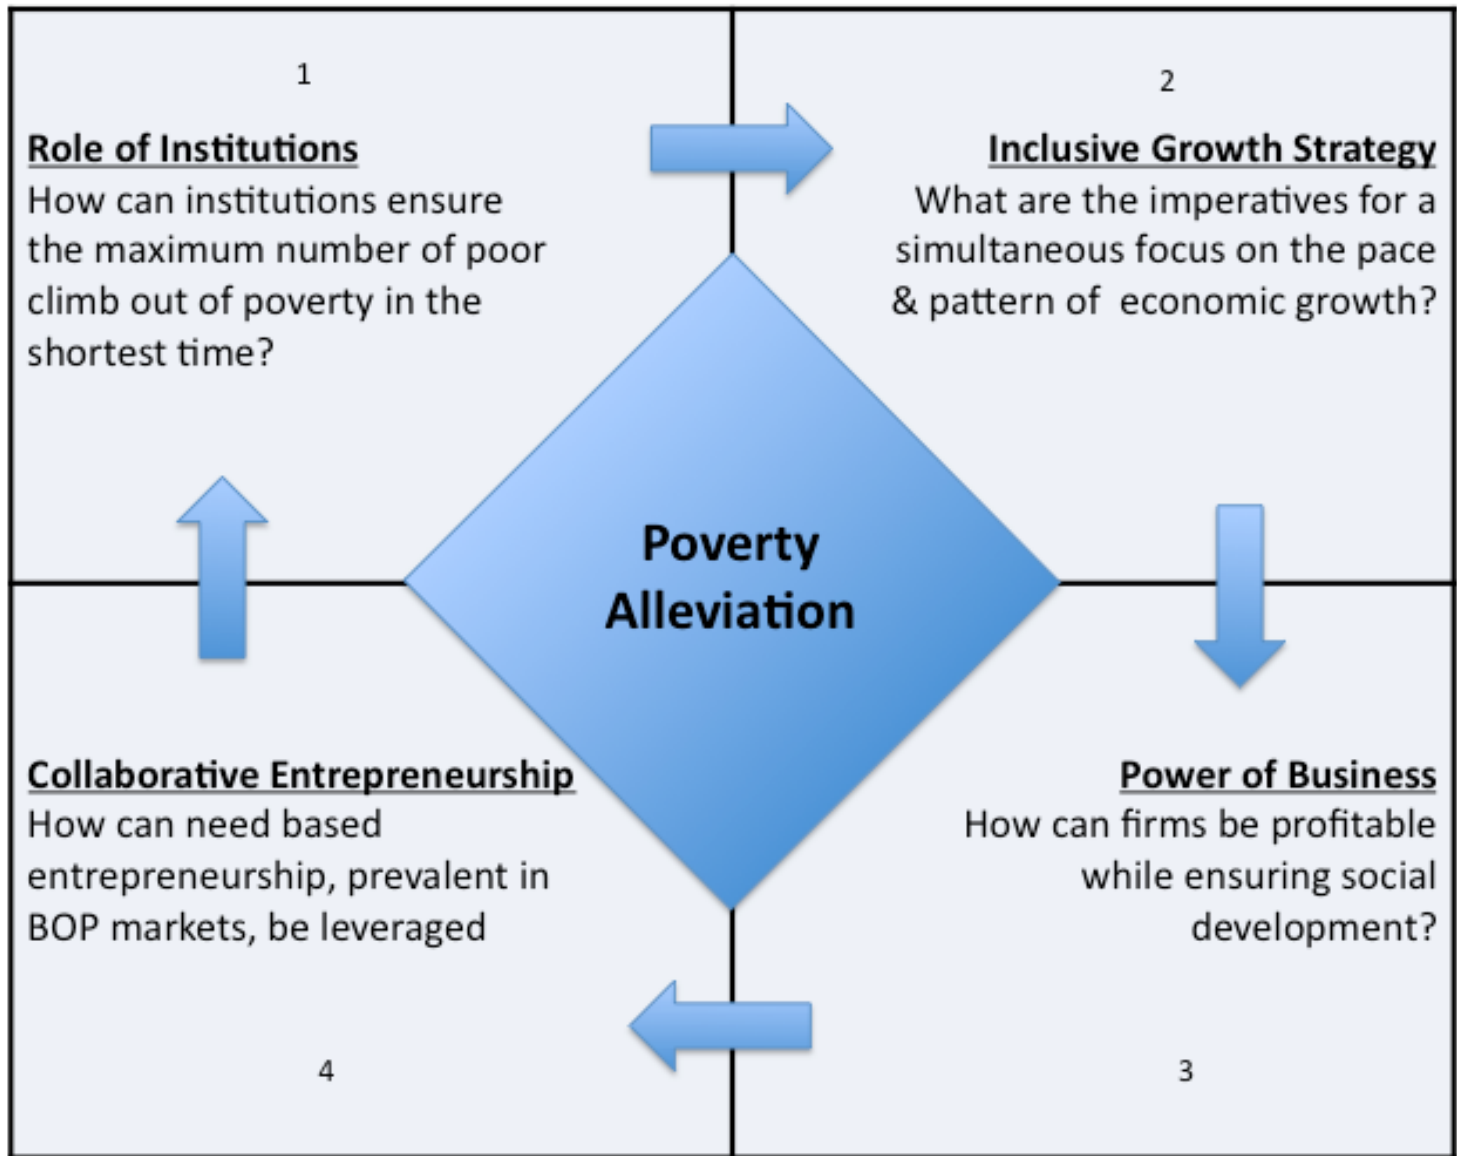 1
Role of Institutions
How can institutions ensure
the maximum number of poor
climb out of poverty in the
shortest time?
2
Inclusive Growth Strategy
What are the imperatives for a
simultaneous focus on the pace
& pattern of economic growth?
Poverty
Alleviation
Collaborative Entrepreneurship
How can need based
entrepreneurship, prevalent in
BOP markets, be leveraged
4
Power of Business
How can firms be profitable
while ensuring social
development?
3